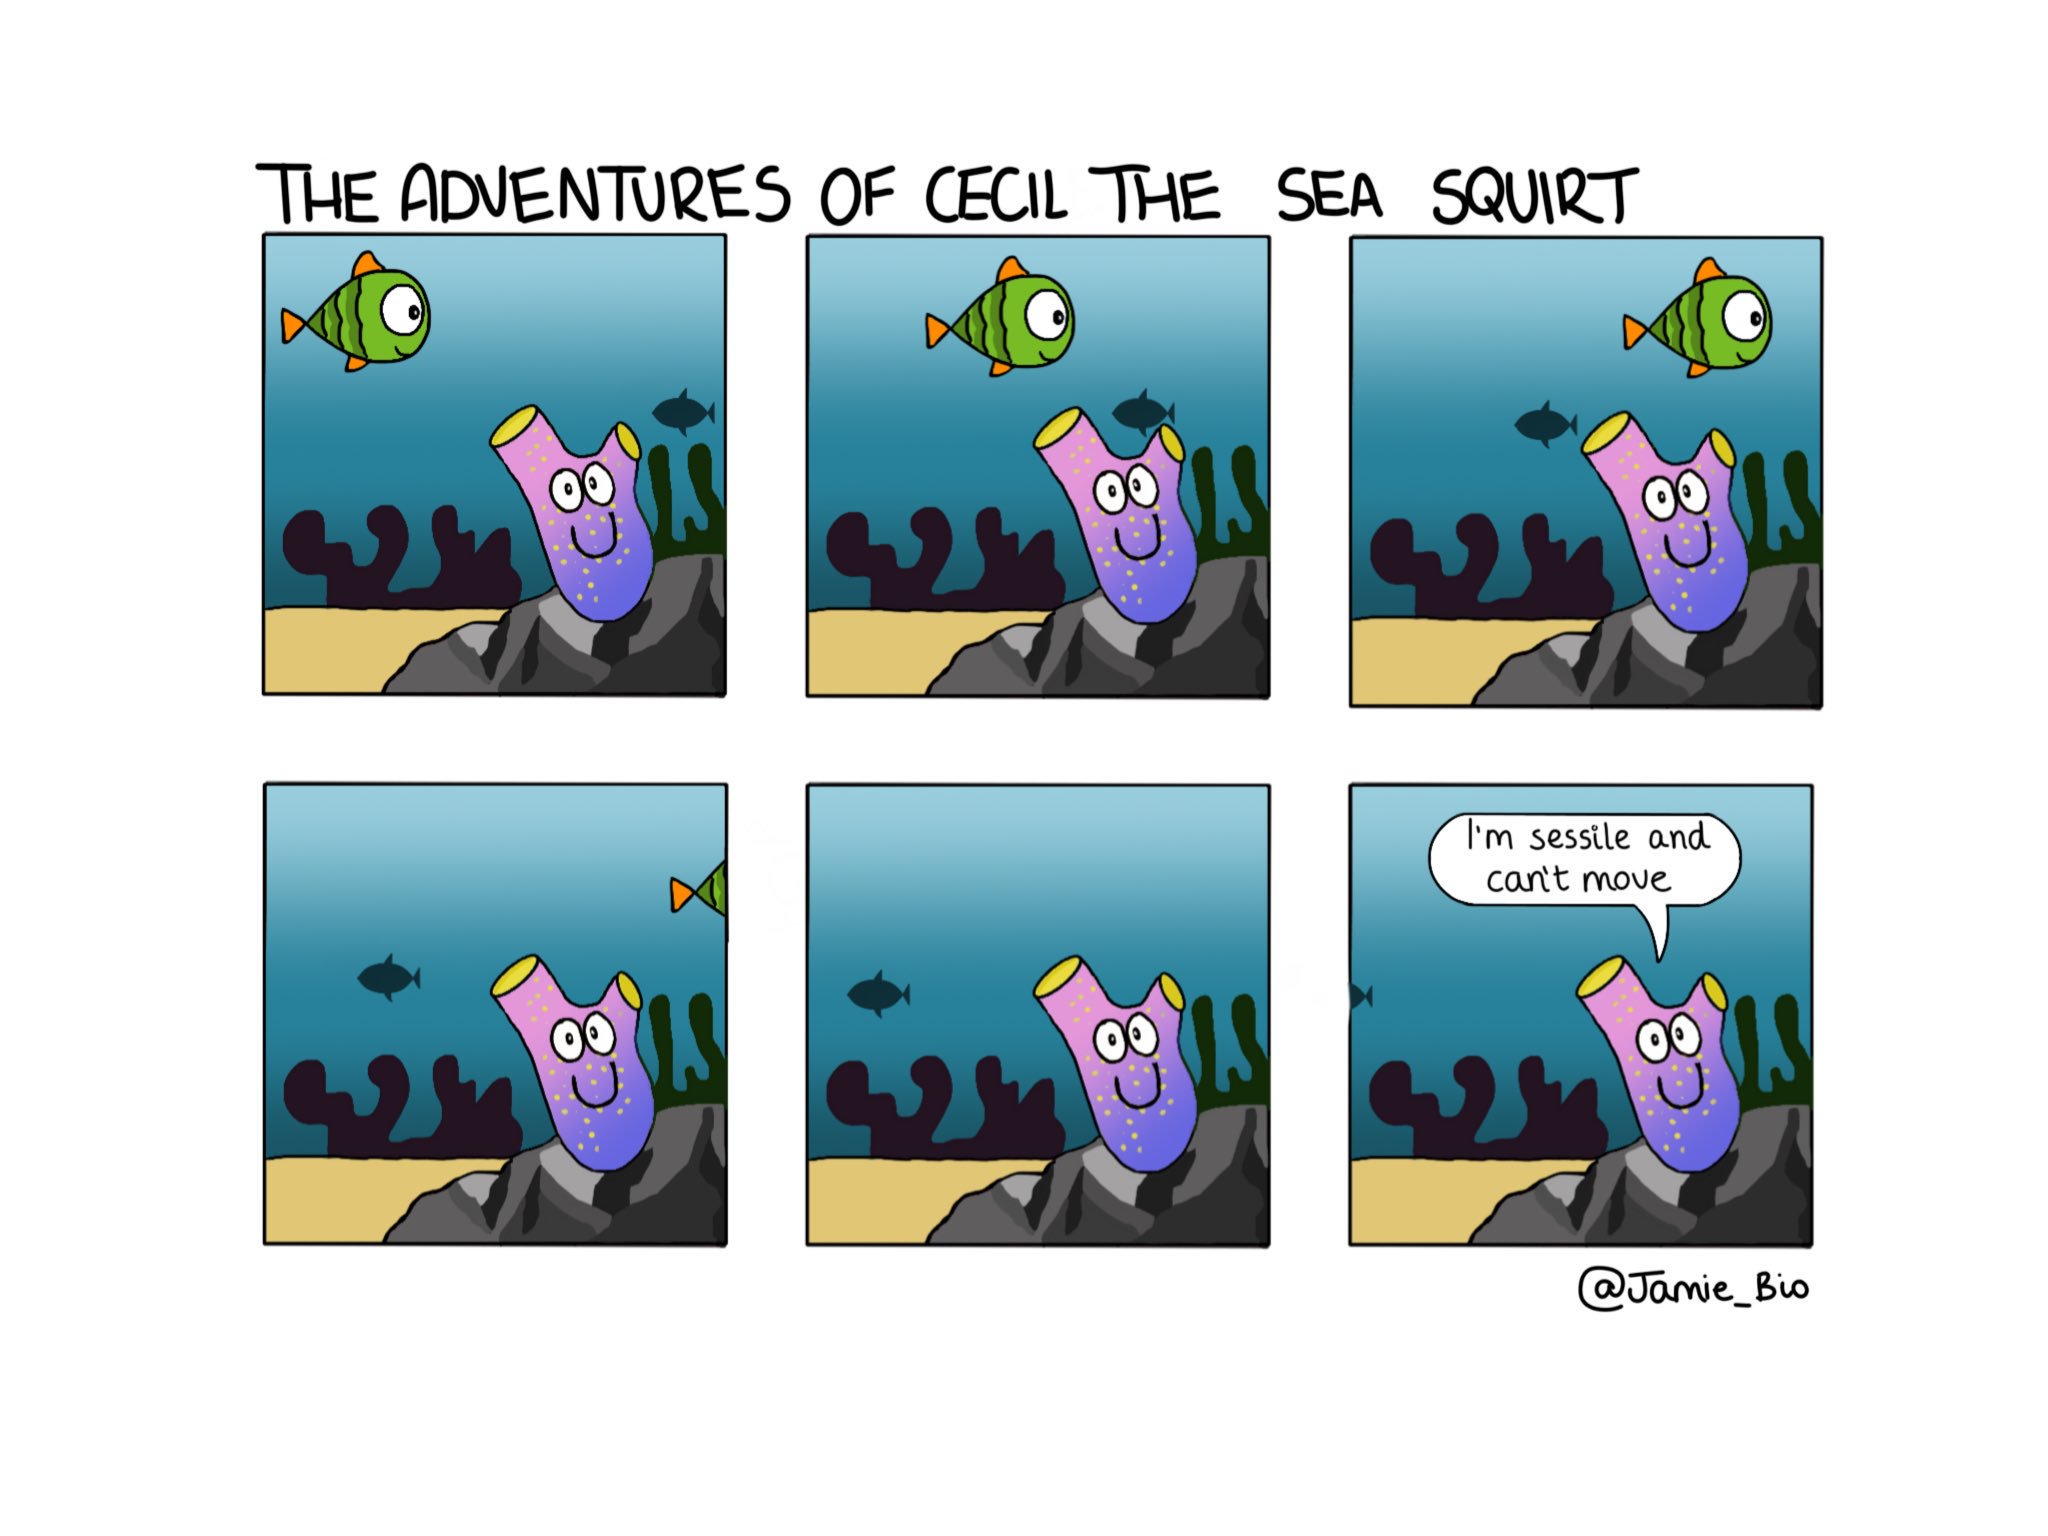 THE ADVENTURES OF CECIL THE SEA SQUIRT
I'm sessile and
can't move
@Jamie_Bio